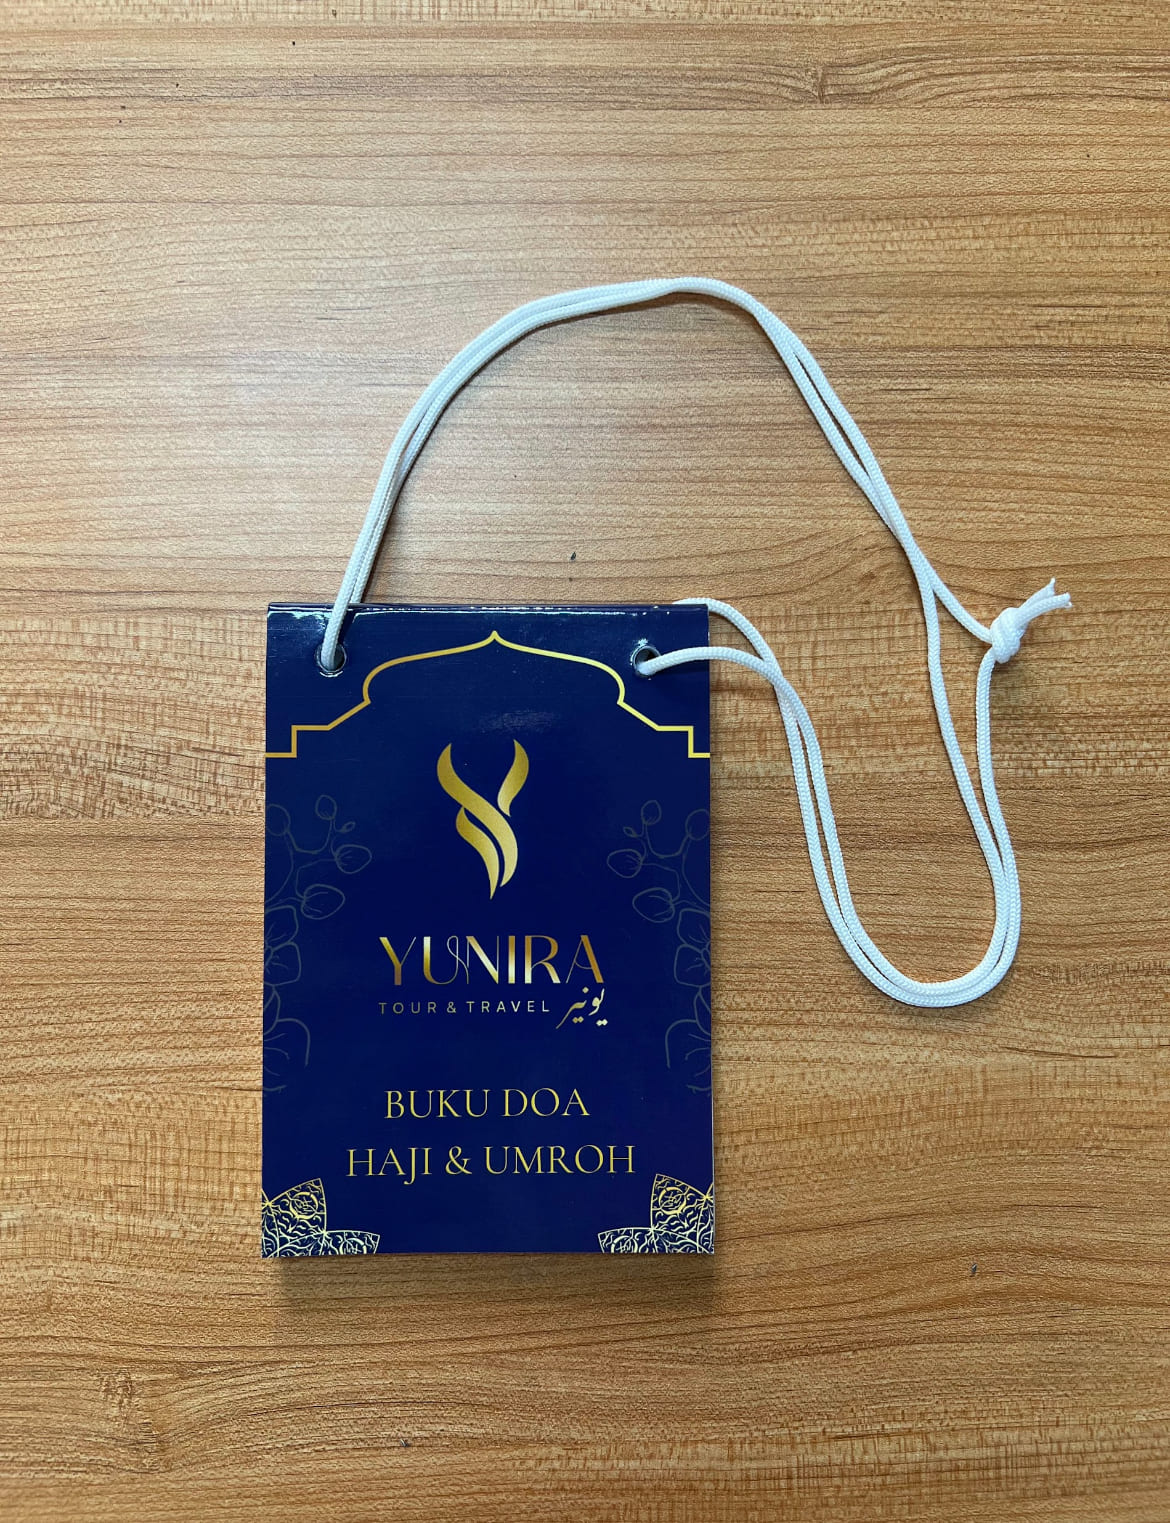 YUNIRA
TOUR & TRAVEL يونير
BUKU DOA
HAJI & UMROH